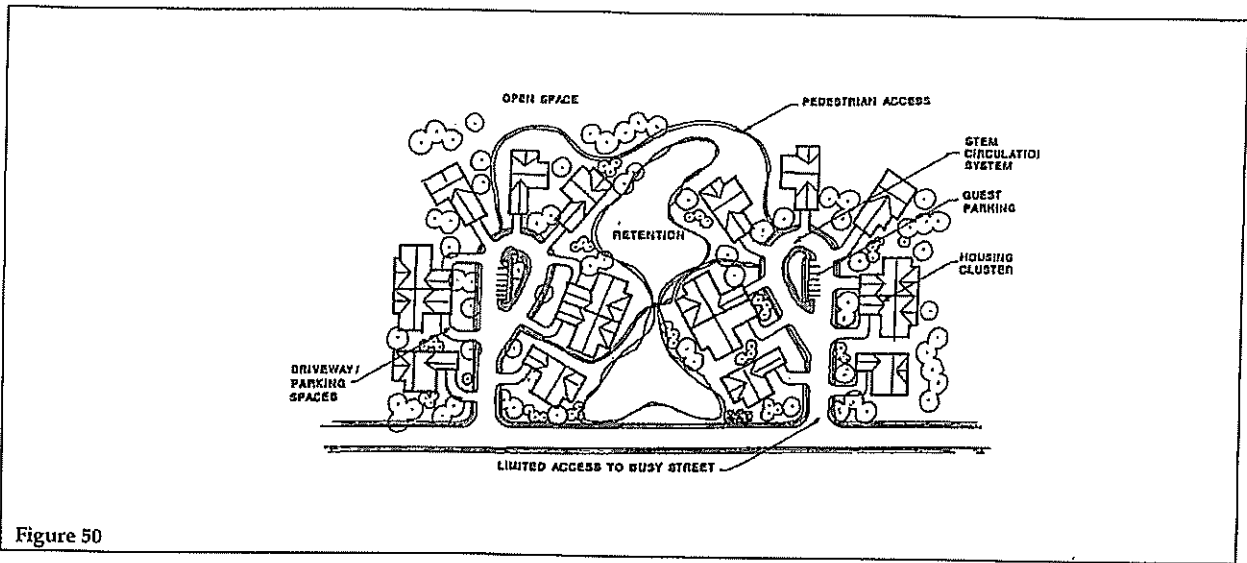 OPEN SPACE
PEDESTRIAN ACCESS
STEM
CIRCULATION
SYSTEM
GUEST
PARKING
RETENTION
HOUSING
CLUSTER
DRIVEWAY/
PARKING
SPACES
LIMITED ACCESS TO BUSY STREET
Figure 50